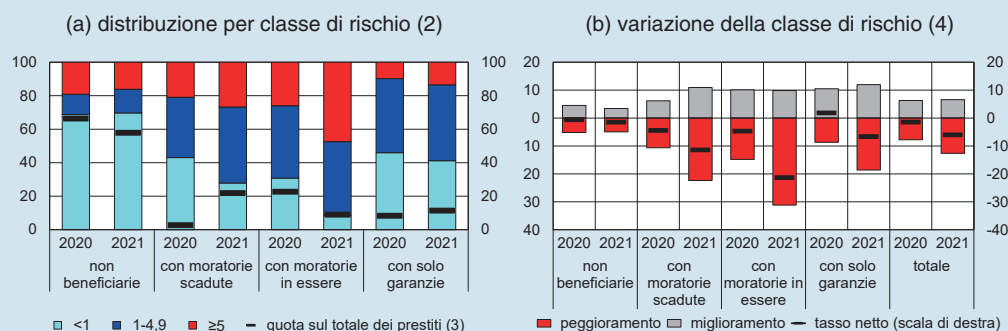 (a) distribuzione per classe di rischio (2)
100 100
80 80
60 60
40 40
20 20
0 0
2020 2021 2020 2021 2020 2021 2020 2021
non beneficiarie
con moratorie scadute
con moratorie in essere
con solo garanzie
<1 1-4,9 ≥5 quota sul totale dei prestiti (3)
(b) variazione della classe di rischio (4)
20 20
10 10
0 0
10 -10
20 -20
30 -30
40 -40
2020 2021 2020 2021 2020 2021 2020 2021 2020 2021
non beneficiarie
con moratorie scadute
con moratorie in essere
con solo garanzie
totale
peggioramento miglioramento tasso netto (scala di destra)